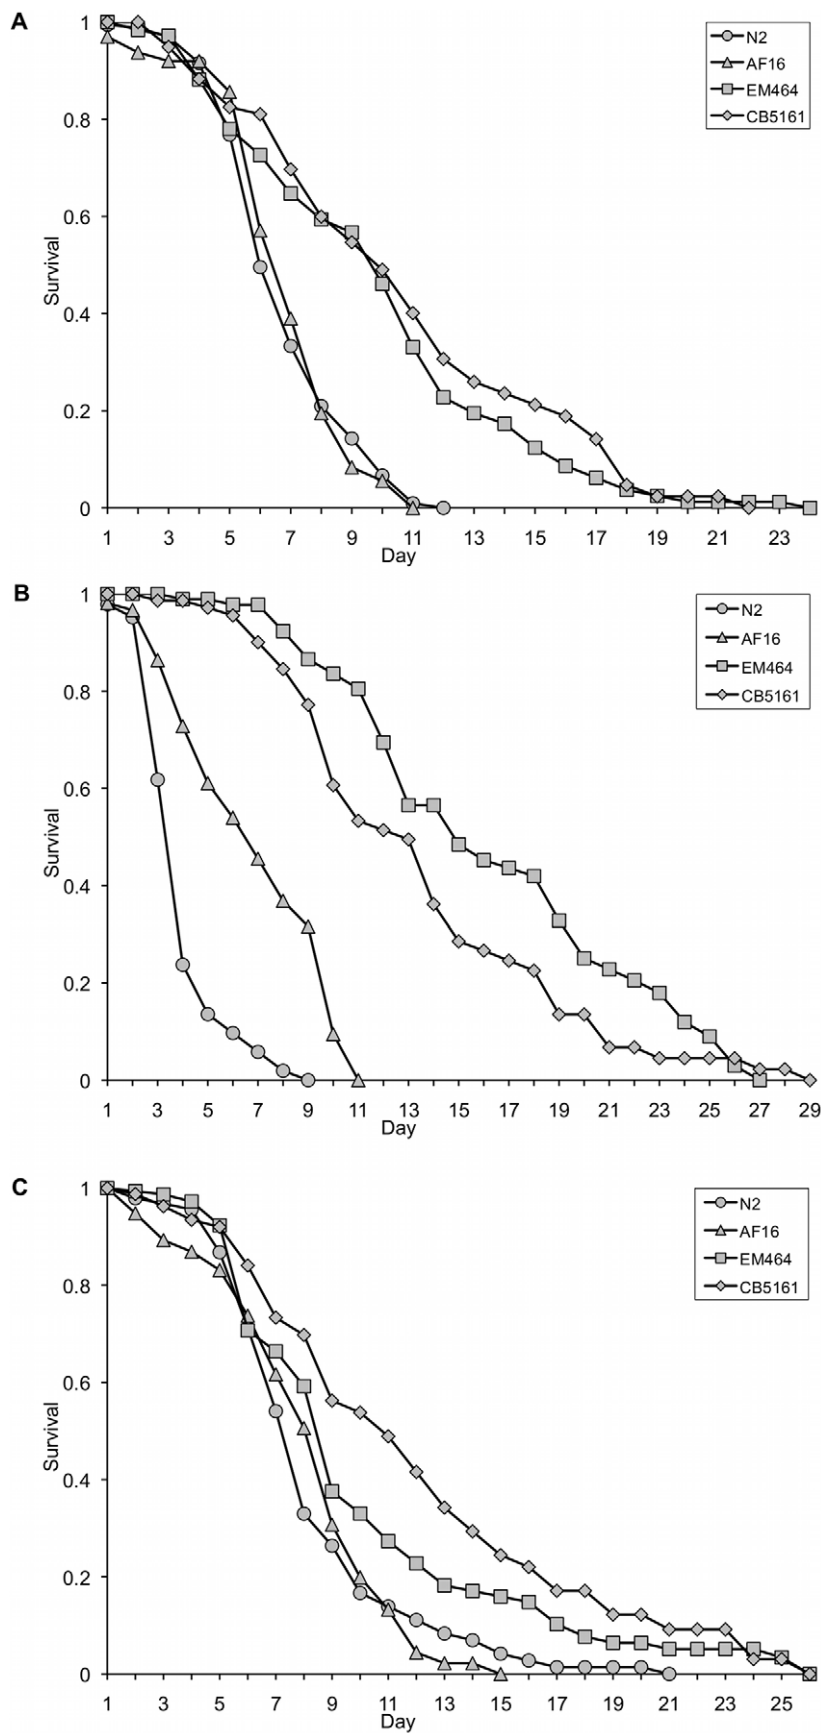 A
1
0.8
0.6
0.4
0.2
0
Survival
N2
AF16
EM464
CB5161
1 3 5 7 9 11 13 15 17 19 21 23
Day
B
1
0.8
0.6
0.4
0.2
0
Survival
N2
AF16
EM464
CB5161
1 3 5 7 9 11 13 15 17 19 21 23 25 27 29
Day
C
1
0.8
0.6
0.4
0.2
0
Survival
N2
AF16
EM464
CB5161
1 3 5 7 9 11 13 15 17 19 21 23 25
Day